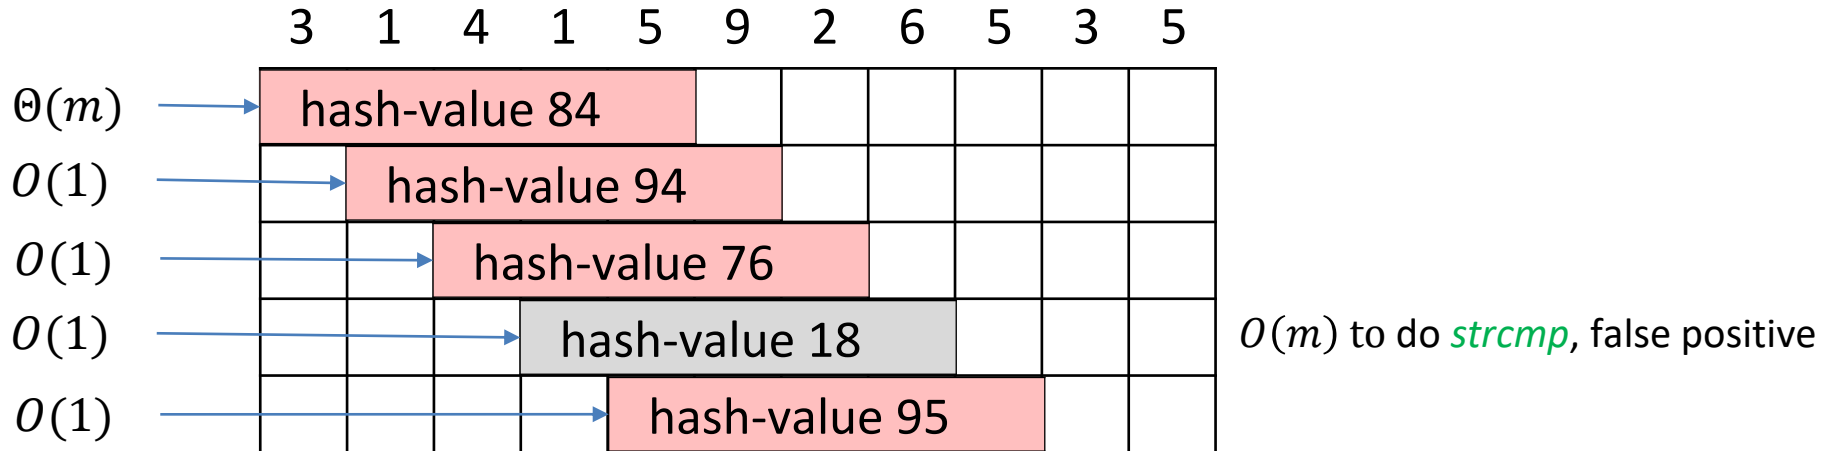 3 1 4 1 5 9 2 6 5 3 5
Θ(m) hash-value 84
O(1) hash-value 94
O(1) hash-value 76
O(1) hash-value 18 O(m) to do strcmp, false positive
O(1) hash-value 95